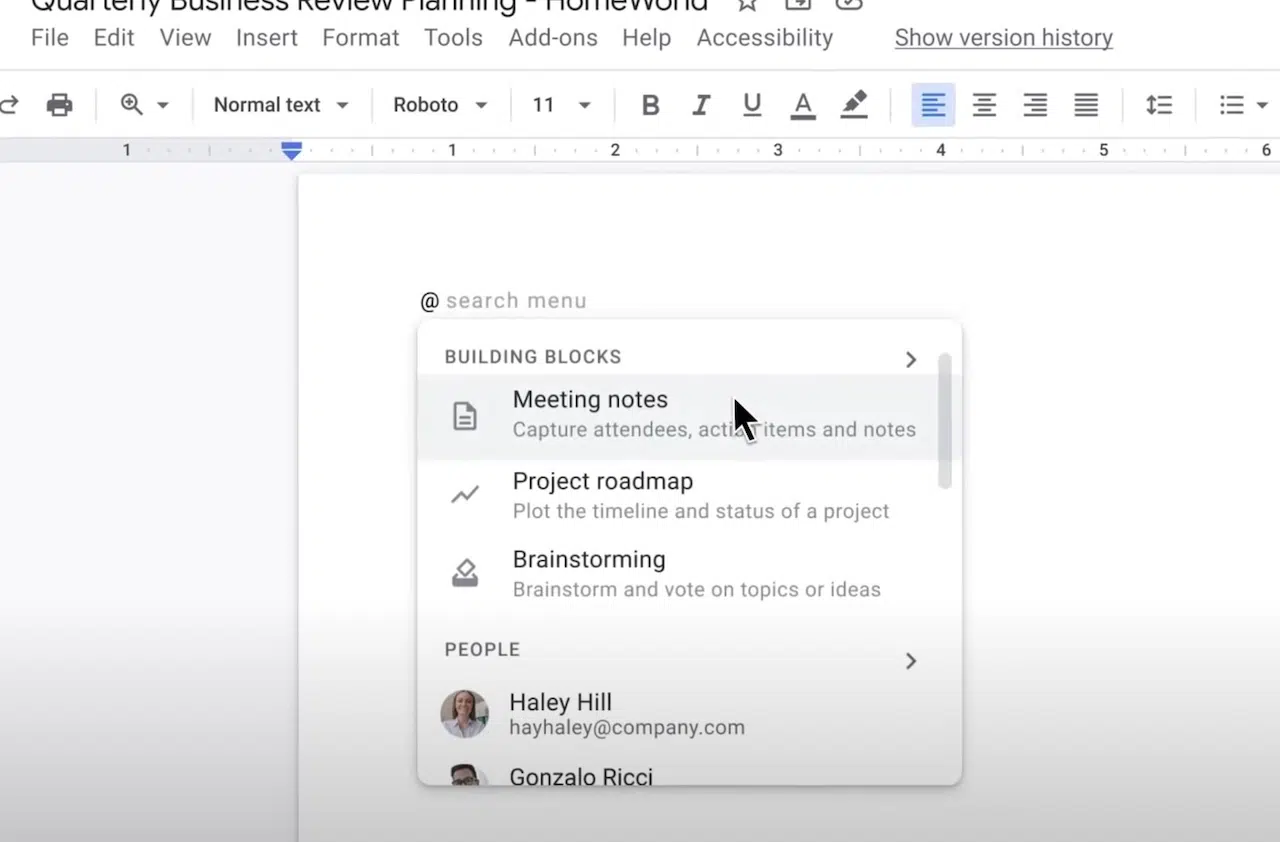 Quarterly Business Review Planning - HomeWorld
File Edit View Insert Format Tools Add-ons Help Accessibility Show version history
Normal text Roboto 11 B I U A
1 1 2 3 4 5 6
@ search menu
BUILDING BLOCKS
Meeting notes
Capture attendees, action items and notes
Project roadmap
Plot the timeline and status of a project
Brainstorming
Brainstorm and vote on topics or ideas
PEOPLE
Haley Hill
hayhaley@company.com
Gonzalo Ricci